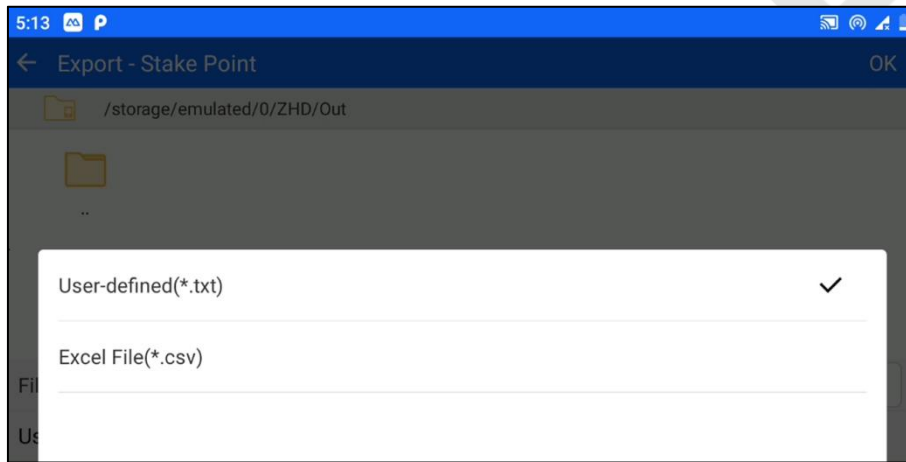 5:13 P
Export - Stake Point OK
/storage/emulated/0/ZHD/Out
..
User-defined(*.txt)
Excel File(*.csv)